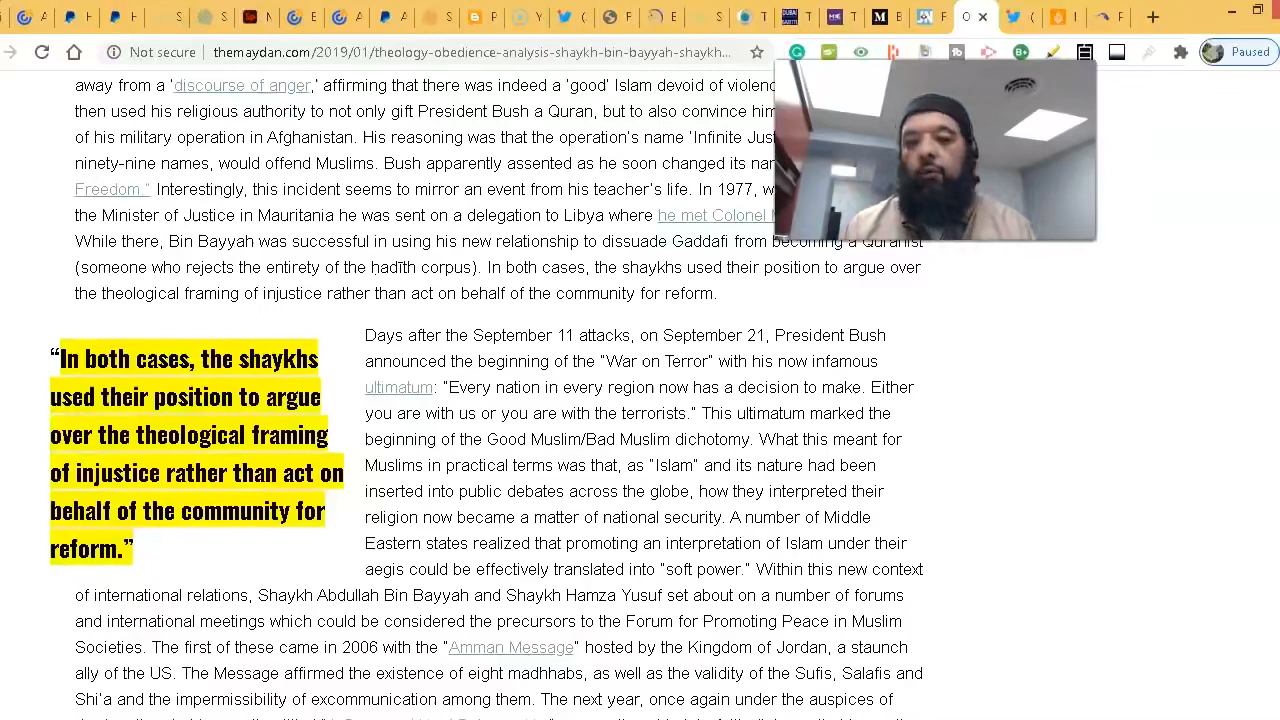 Not secure
themaydan.com/2019/01/theology-obedience-analysis-shaykh-bin-bayyah-shaykh...
Paused
away from a ‘discourse of anger,’ affirming that there was indeed a ‘good’ Islam devoid of
then used his religious authority to not only gift President Bush a Quran, but to also convince
of his military operation in Afghanistan. His reasoning was that the operation’s name ‘Infinite
ninety-nine names, would offend Muslims. Bush apparently assented as he soon changed its
Freedom.” Interestingly, this incident seems to mirror an event from his teacher’s life. In 1977,
the Minister of Justice in Mauritania he was sent on a delegation to Libya where he met Colonel
While there, Bin Bayyah was successful in using his new relationship to dissuade Gaddafi from becoming a Quranist
(someone who rejects the entirety of the ḥadīth corpus). In both cases, the shaykhs used their position to argue over
the theological framing of injustice rather than act on behalf of the community for reform.
“In both cases, the shaykhs
used their position to argue
over the theological framing
of injustice rather than act on
behalf of the community for
reform.”
Days after the September 11 attacks, on September 21, President Bush
announced the beginning of the “War on Terror” with his now infamous
ultimatum: “Every nation in every region now has a decision to make. Either
you are with us or you are with the terrorists.” This ultimatum marked the
beginning of the Good Muslim/Bad Muslim dichotomy. What this meant for
Muslims in practical terms was that, as “Islam” and its nature had been
inserted into public debates across the globe, how they interpreted their
religion now became a matter of national security. A number of Middle
Eastern states realized that promoting an interpretation of Islam under their
aegis could be effectively translated into “soft power.” Within this new context
of international relations, Shaykh Abdullah Bin Bayyah and Shaykh Hamza Yusuf set about on a number of forums
and international meetings which could be considered the precursors to the Forum for Promoting Peace in Muslim
Societies. The first of these came in 2006 with the “Amman Message” hosted by the Kingdom of Jordan, a staunch
ally of the US. The Message affirmed the existence of eight madhhabs, as well as the validity of the Sufis, Salafis and
Shi’a and the impermissibility of excommunication among them. The next year, once again under the auspices of